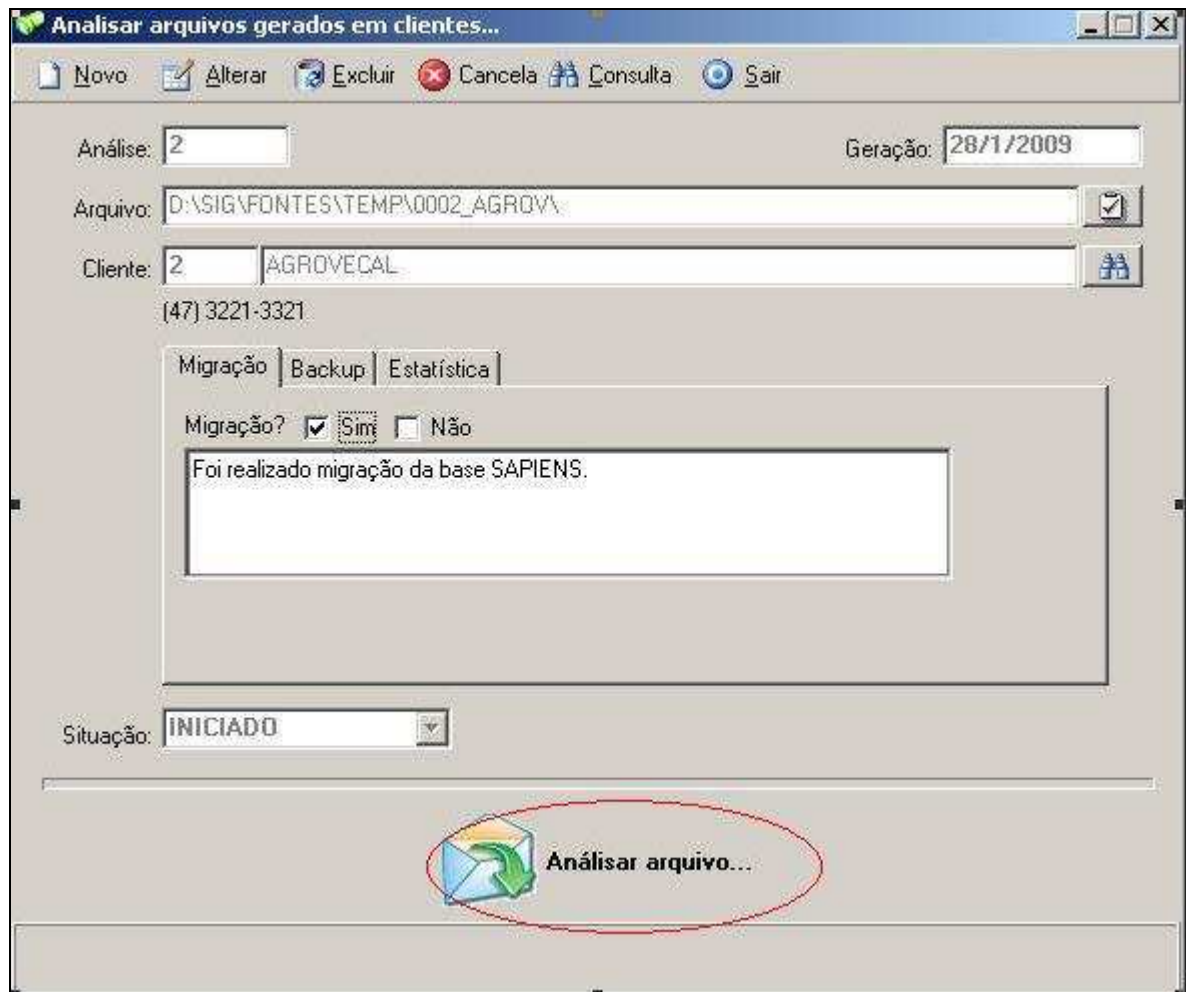 Analisar arquivos gerados em clientes...
Novo Alterar Excluir Cancela Consulta Sair
Análise: 2 Geração: 28/1/2009
Arquivo: D:\SIG\FONTES\TEMP\0002_AGROV\
Cliente: 2 AGROVECAL
(47) 3221-3321
Migração Backup Estatística
Migração? Sim Não
Foi realizado migração da base SAPIENS.
Situação: INICIADO
Análisar arquivo...